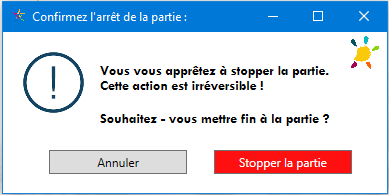 Confirmez l'arrêt de la partie :
Vous vous apprêtez à stopper la partie.
Cette action est irréversible !
Souhaitez - vous mettre fin à la partie ?
Annuler
Stopper la partie